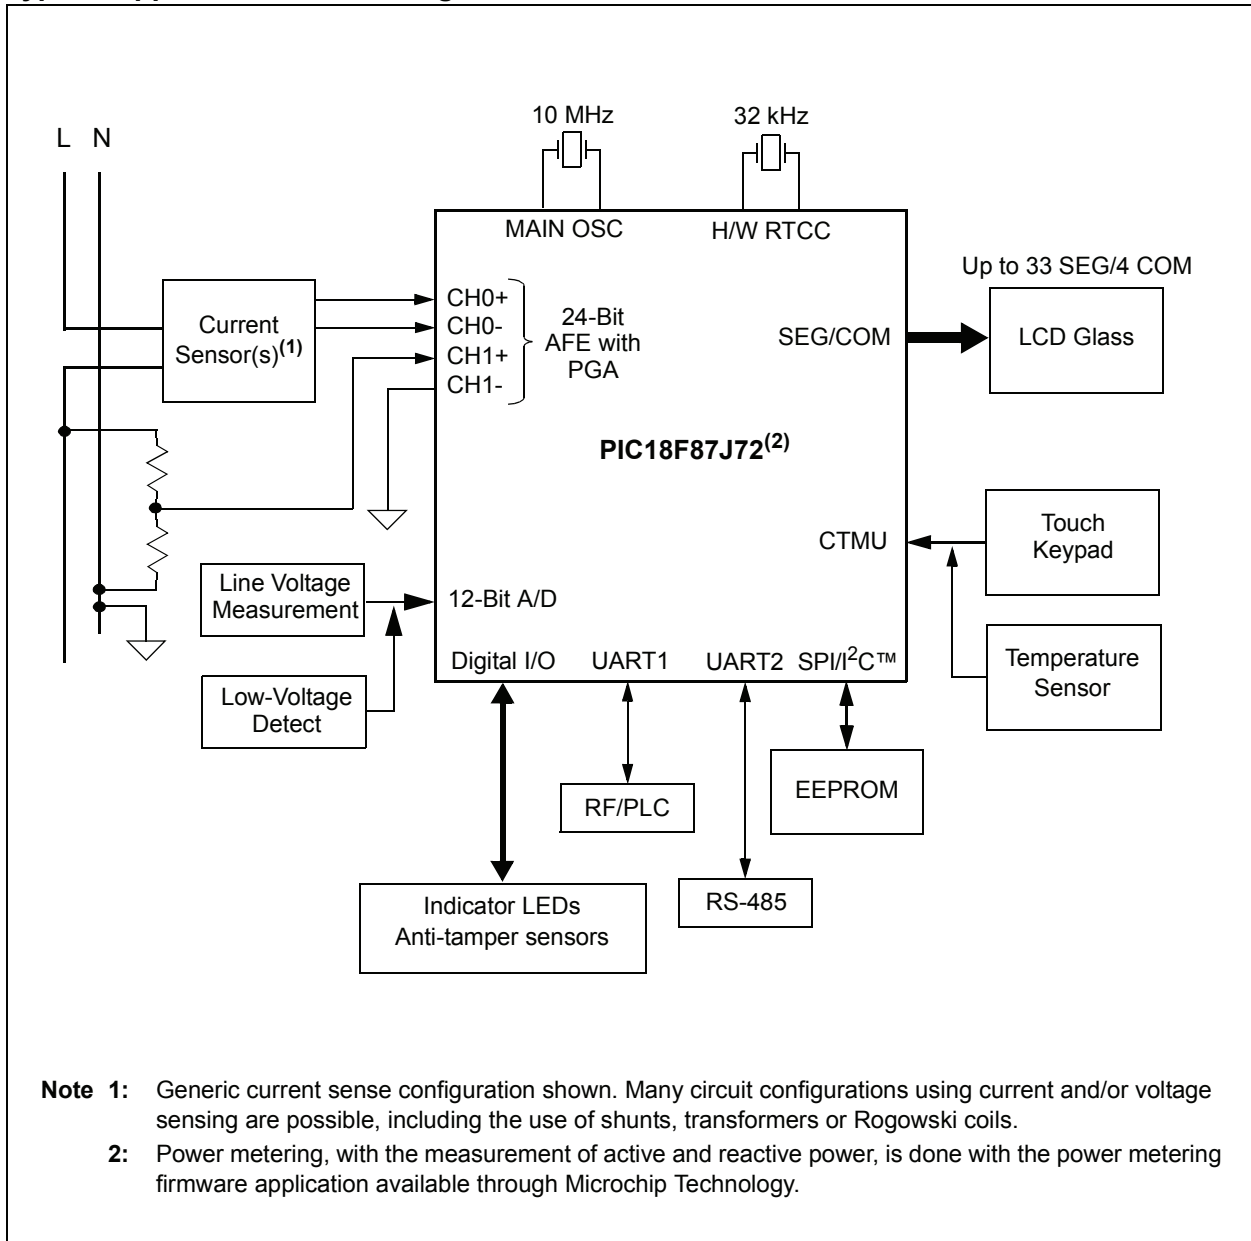 10 MHz
32 kHz
L N
MAIN OSC
H/W RTCC
Up to 33 SEG/4 COM
CH0+
CH0-
CH1+
CH1-
24-Bit
AFE with
PGA
Current
Sensor(s)(1)
SEG/COM
LCD Glass
PIC18F87J72(2)
CTMU
Touch
Keypad
Line Voltage
Measurement
12-Bit A/D
Digital I/O
UART1
UART2
SPI/I2C™
Temperature
Sensor
Low-Voltage
Detect
RF/PLC
EEPROM
RS-485
Indicator LEDs
Anti-tamper sensors
Note 1: Generic current sense configuration shown. Many circuit configurations using current and/or voltage
sensing are possible, including the use of shunts, transformers or Rogowski coils.
2: Power metering, with the measurement of active and reactive power, is done with the power metering
firmware application available through Microchip Technology.